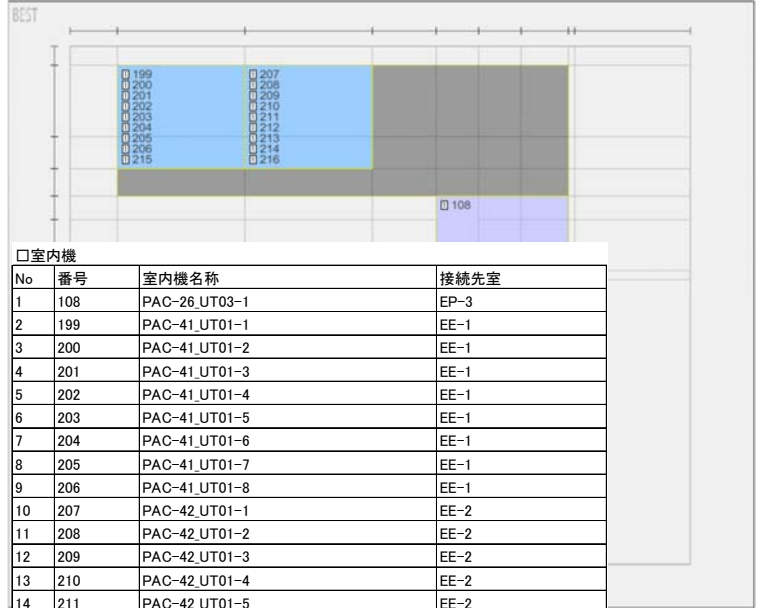 BEST
199
200
201
202
203
204
205
206
215
207
208
209
210
211
212
213
214
216
108
□室内機
No 番号 室内機名称 接続先室
1 108 PAC-26_UT03-1 EP-3
2 199 PAC-41_UT01-1 EE-1
3 200 PAC-41_UT01-2 EE-1
4 201 PAC-41_UT01-3 EE-1
5 202 PAC-41_UT01-4 EE-1
6 203 PAC-41_UT01-5 EE-1
7 204 PAC-41_UT01-6 EE-1
8 205 PAC-41_UT01-7 EE-1
9 206 PAC-41_UT01-8 EE-1
10 207 PAC-42_UT01-1 EE-2
11 208 PAC-42_UT01-2 EE-2
12 209 PAC-42_UT01-3 EE-2
13 210 PAC-42_UT01-4 EE-2
14 211 PAC-42_UT01-5 EE-2